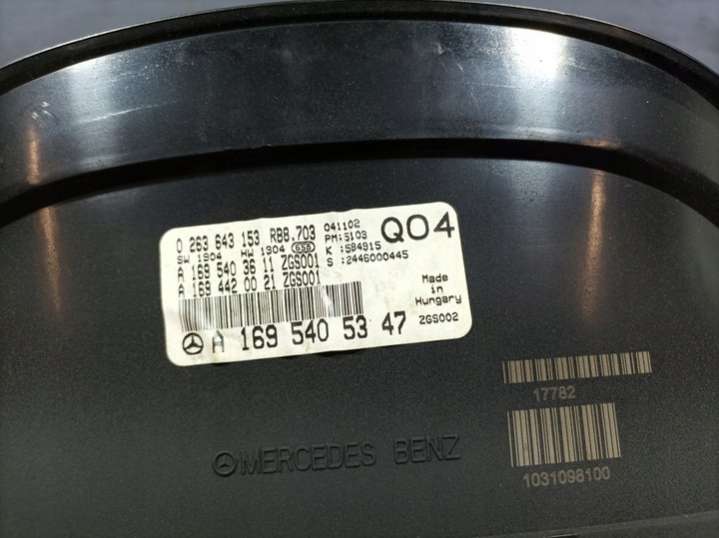 0 263 643 153 RB8.703 041102 Q04
SW 1904 HW 1904 GSB PM:5103
A 169 540 36 11 ZGS001 K :584915
A 169 442 00 21 ZGS001 S :2446000445
Made
in
Hungary
A 169 540 53 47 ZGS002
17782
MERCEDES BENZ
1031098100